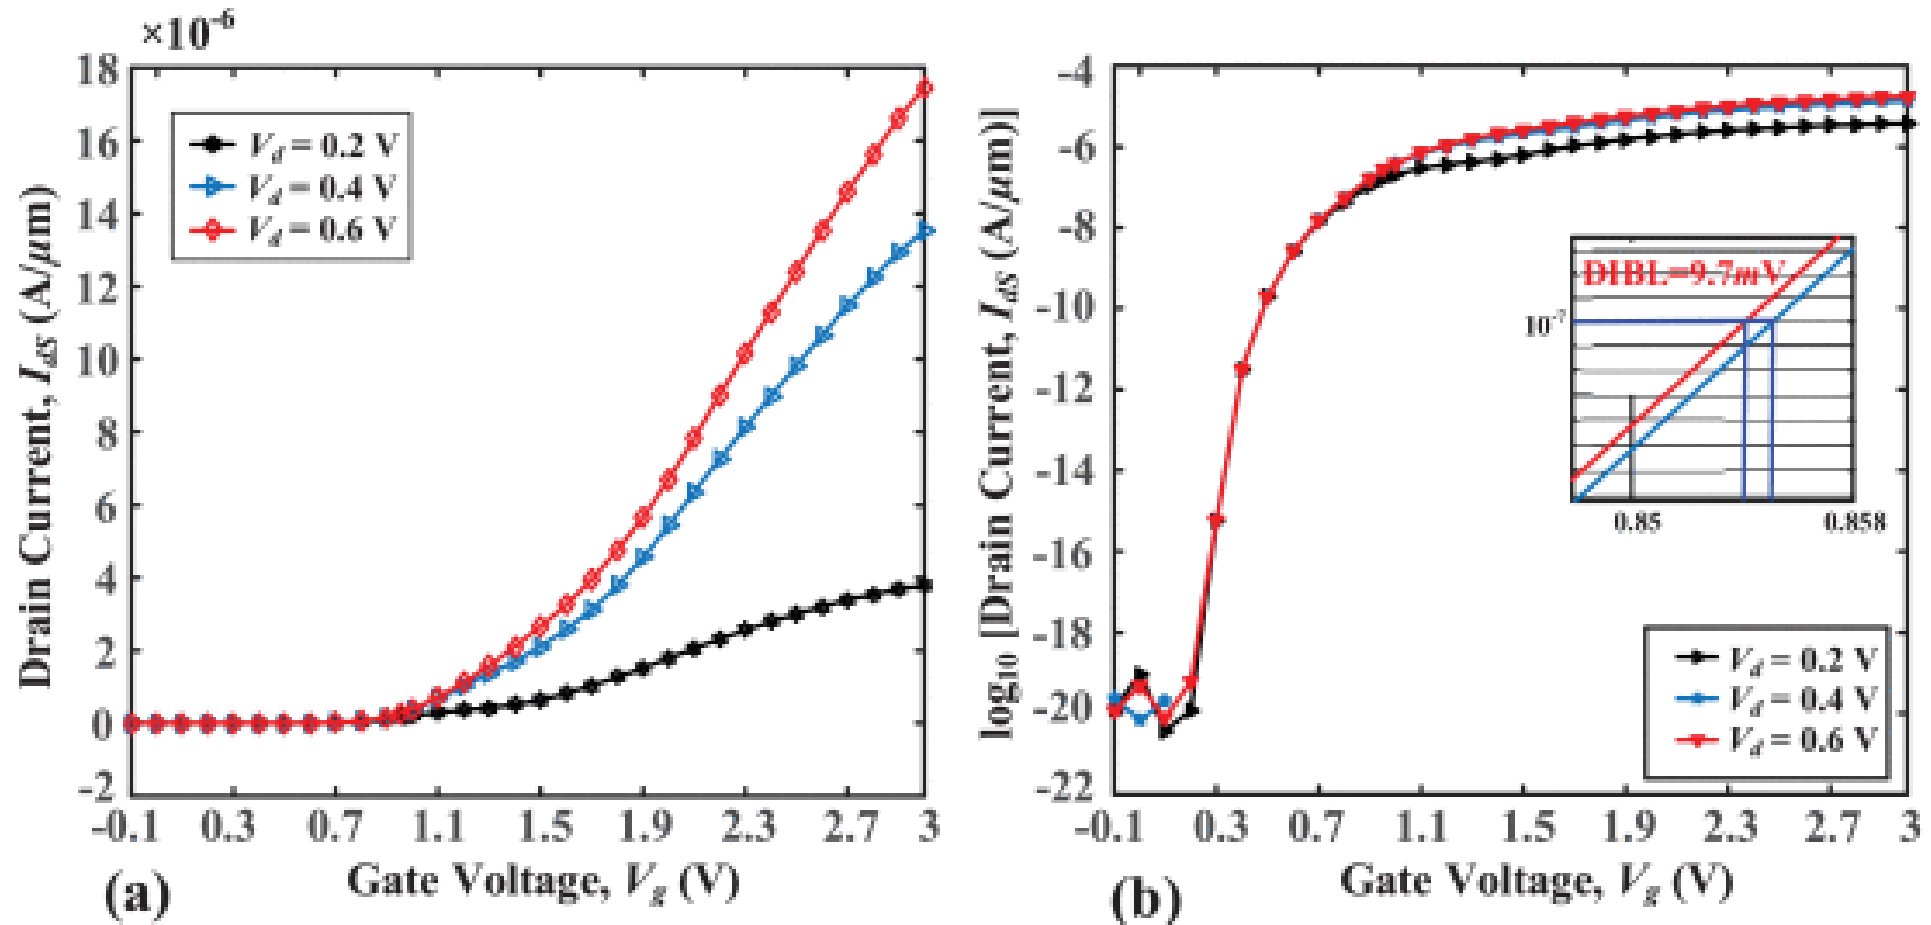 ×10⁻⁶
18
16
14
12
10
8
6
4
2
0
-2
Drain Current, I_dS (A/μm)
V_d = 0.2 V
V_d = 0.4 V
V_d = 0.6 V
-0.1 0.3 0.7 1.1 1.5 1.9 2.3 2.7 3
Gate Voltage, V_g (V)
(a)
-4
-6
-8
-10
-12
-14
-16
-18
-20
-22
log₁₀ [Drain Current, I_dS (A/μm)]
DIBL=9.7mV
10⁻⁷
0.85 0.858
V_d = 0.2 V
V_d = 0.4 V
V_d = 0.6 V
-0.1 0.3 0.7 1.1 1.5 1.9 2.3 2.7 3
Gate Voltage, V_g (V)
(b)